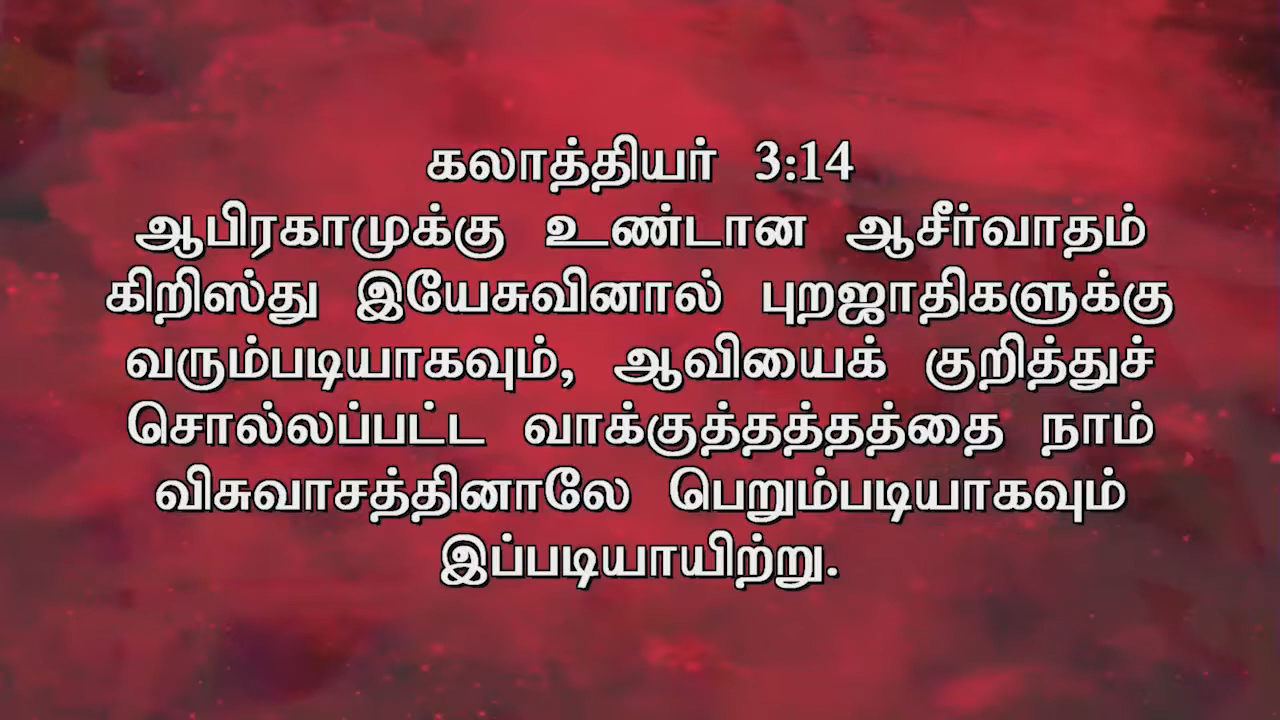 கலாத்தியர் 3:14
ஆபிரகாமுக்கு உண்டான ஆசீர்வாதம்
கிறிஸ்து இயேசுவினால் புறஜாதிகளுக்கு
வரும்படியாகவும், ஆவியைக் குறித்துச்
சொல்லப்பட்ட வாக்குத்தத்தத்தை நாம்
விசுவாசத்தினாலே பெறும்படியாகவும்
இப்படியாயிற்று.